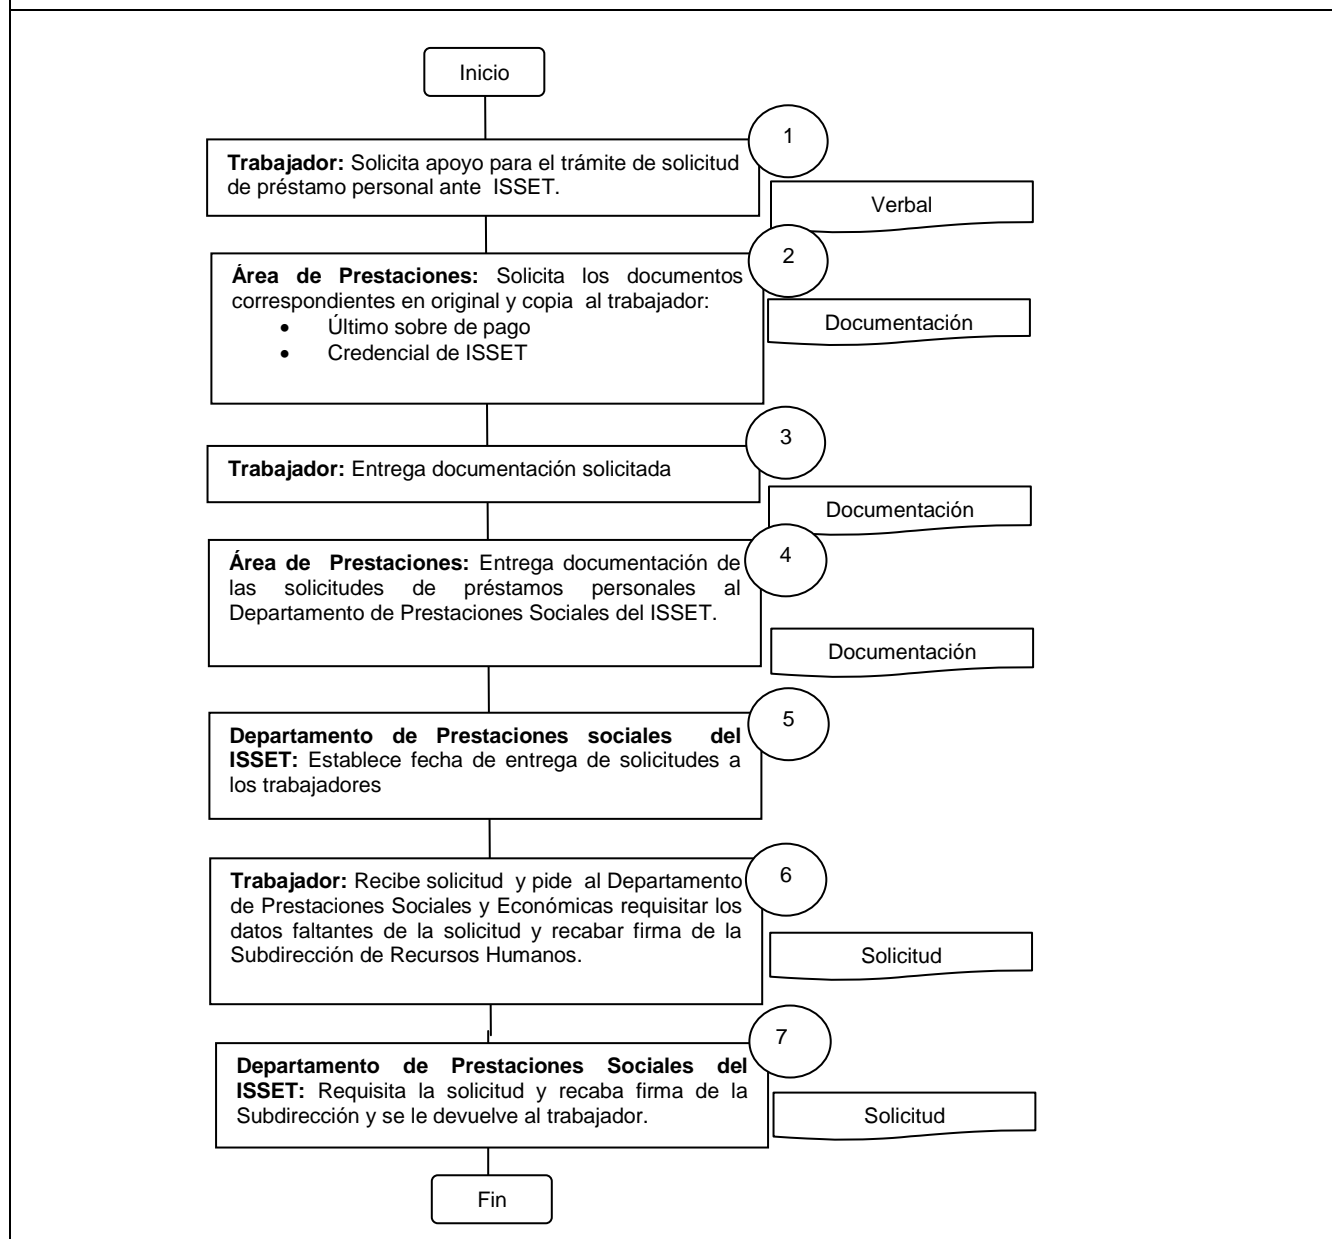 Inicio
1
Trabajador: Solicita apoyo para el trámite de solicitud
de préstamo personal ante ISSET.
Verbal
2
Área de Prestaciones: Solicita los documentos
correspondientes en original y copia al trabajador:
• Último sobre de pago
• Credencial de ISSET
Documentación
3
Trabajador: Entrega documentación solicitada
Documentación
4
Área de Prestaciones: Entrega documentación de
las solicitudes de préstamos personales al
Departamento de Prestaciones Sociales del ISSET.
Documentación
5
Departamento de Prestaciones sociales del
ISSET: Establece fecha de entrega de solicitudes a
los trabajadores
6
Trabajador: Recibe solicitud y pide al Departamento
de Prestaciones Sociales y Económicas requisitar los
datos faltantes de la solicitud y recabar firma de la
Subdirección de Recursos Humanos.
Solicitud
7
Departamento de Prestaciones Sociales del
ISSET: Requisita la solicitud y recaba firma de la
Subdirección y se le devuelve al trabajador.
Solicitud
Fin